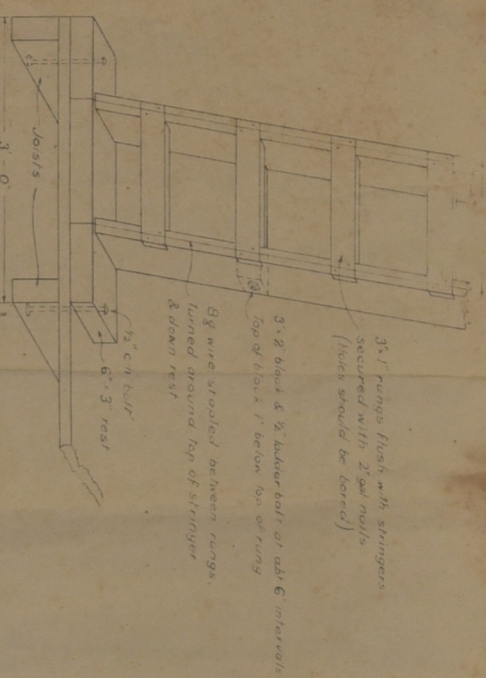 3"x 1" rungs flush with stringers
secured with 2" gal nails
(Holes should be bored)
3"x 2" block & ½" ladder bolt at abt 6' intervals
Top of block 1" below top of rung
8g wire stapled between rungs,
turned around top of stringer
& down rest
½" cn bolt
6" x 3" rest
Joists
3'- 0"